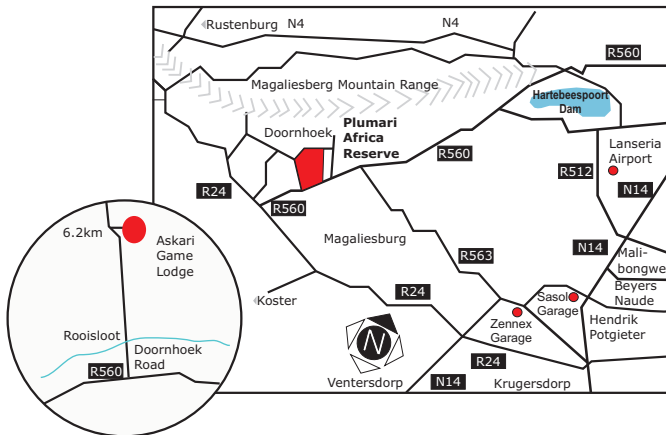 Rustenburg N4 N4
R560
Magaliesberg Mountain Range
Hartebeespoort
Dam
Plumari
Africa
Reserve
Doornhoek
R560
Lanseria
Airport
R512
R24
N14
R560
6.2km
Askari
Game
Lodge
Magaliesburg
N14
R563
Mali-
bongwe
Beyers
Naude
Koster
R24
Sasol
Garage
Zennex
Garage
Hendrik
Potgieter
Rooisloot
Doornhoek
Road
R560
N
R24
Ventersdorp
N14
Krugersdorp